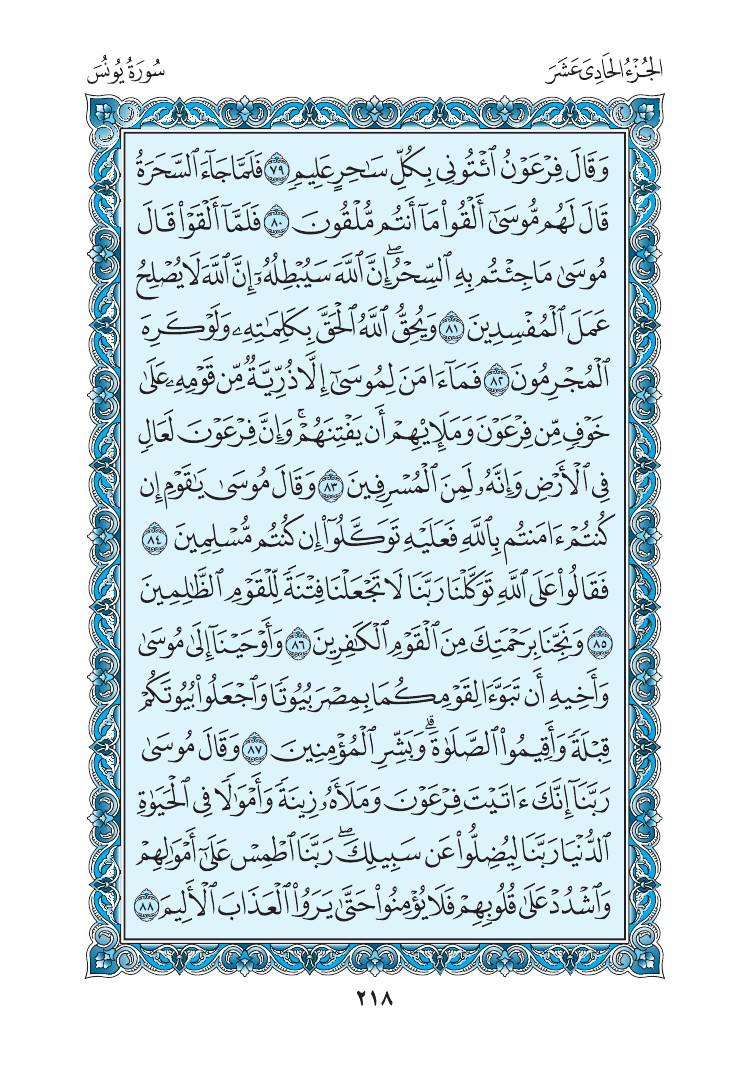 الجُزْءُ الحَادِى عَشَرَ
سُورَةُ يُونُسَ
وَقَالَ فِرْعَوْنُ ٱئْتُونِى بِكُلِّ سَٰحِرٍ عَلِيمٍ ٧٩ فَلَمَّا جَآءَ ٱلسَّحَرَةُ
قَالَ لَهُم مُّوسَىٰٓ أَلْقُوا۟ مَآ أَنتُم مُّلْقُونَ ٨٠ فَلَمَّآ أَلْقَوْا۟ قَالَ
مُوسَىٰ مَا جِئْتُم بِهِ ٱلسِّحْرُ ۖ إِنَّ ٱللَّهَ سَيُبْطِلُهُۥٓ إِنَّ ٱللَّهَ لَا يُصْلِحُ
عَمَلَ ٱلْمُفْسِدِينَ ٨١ وَيُحِقُّ ٱللَّهُ ٱلْحَقَّ بِكَلِمَٰتِهِۦ وَلَوْ كَرِهَ
ٱلْمُجْرِمُونَ ٨٢ فَمَآ ءَامَنَ لِمُوسَىٰٓ إِلَّا ذُرِّيَّةٌ مِّن قَوْمِهِۦ عَلَىٰ
خَوْفٍ مِّن فِرْعَوْنَ وَمَلَإِي۟هِمْ أَن يَفْتِنَهُمْ ۚ وَإِنَّ فِرْعَوْنَ لَعَالٍ
فِى ٱلْأَرْضِ وَإِنَّهُۥ لَمِنَ ٱلْمُسْرِفِينَ ٨٣ وَقَالَ مُوسَىٰ يَٰقَوْمِ إِن
كُنتُمْ ءَامَنتُم بِٱللَّهِ فَعَلَيْهِ تَوَكَّلُوٓا۟ إِن كُنتُم مُّسْلِمِينَ ٨٤
فَقَالُوا۟ عَلَى ٱللَّهِ تَوَكَّلْنَا رَبَّنَا لَا تَجْعَلْنَا فِتْنَةً لِّلْقَوْمِ ٱلظَّٰلِمِينَ
٨٥ وَنَجِّنَا بِرَحْمَتِكَ مِنَ ٱلْقَوْمِ ٱلْكَٰفِرِينَ ٨٦ وَأَوْحَيْنَآ إِلَىٰ مُوسَىٰ
وَأَخِيهِ أَن تَبَوَّءَا لِقَوْمِكُمَا بِمِصْرَ بُيُوتًا وَٱجْعَلُوا۟ بُيُوتَكُمْ
قِبْلَةً وَأَقِيمُوا۟ ٱلصَّلَوٰةَ ۗ وَبَشِّرِ ٱلْمُؤْمِنِينَ ٨٧ وَقَالَ مُوسَىٰ
رَبَّنَآ إِنَّكَ ءَاتَيْتَ فِرْعَوْنَ وَمَلَأَهُۥ زِينَةً وَأَمْوَٰلًا فِى ٱلْحَيَوٰةِ
ٱلدُّنْيَا رَبَّنَا لِيُضِلُّوا۟ عَن سَبِيلِكَ ۖ رَبَّنَا ٱطْمِسْ عَلَىٰٓ أَمْوَٰلِهِمْ
وَٱشْدُدْ عَلَىٰ قُلُوبِهِمْ فَلَا يُؤْمِنُوا۟ حَتَّىٰ يَرَوُا۟ ٱلْعَذَابَ ٱلْأَلِيمَ ٨٨
٢١٨